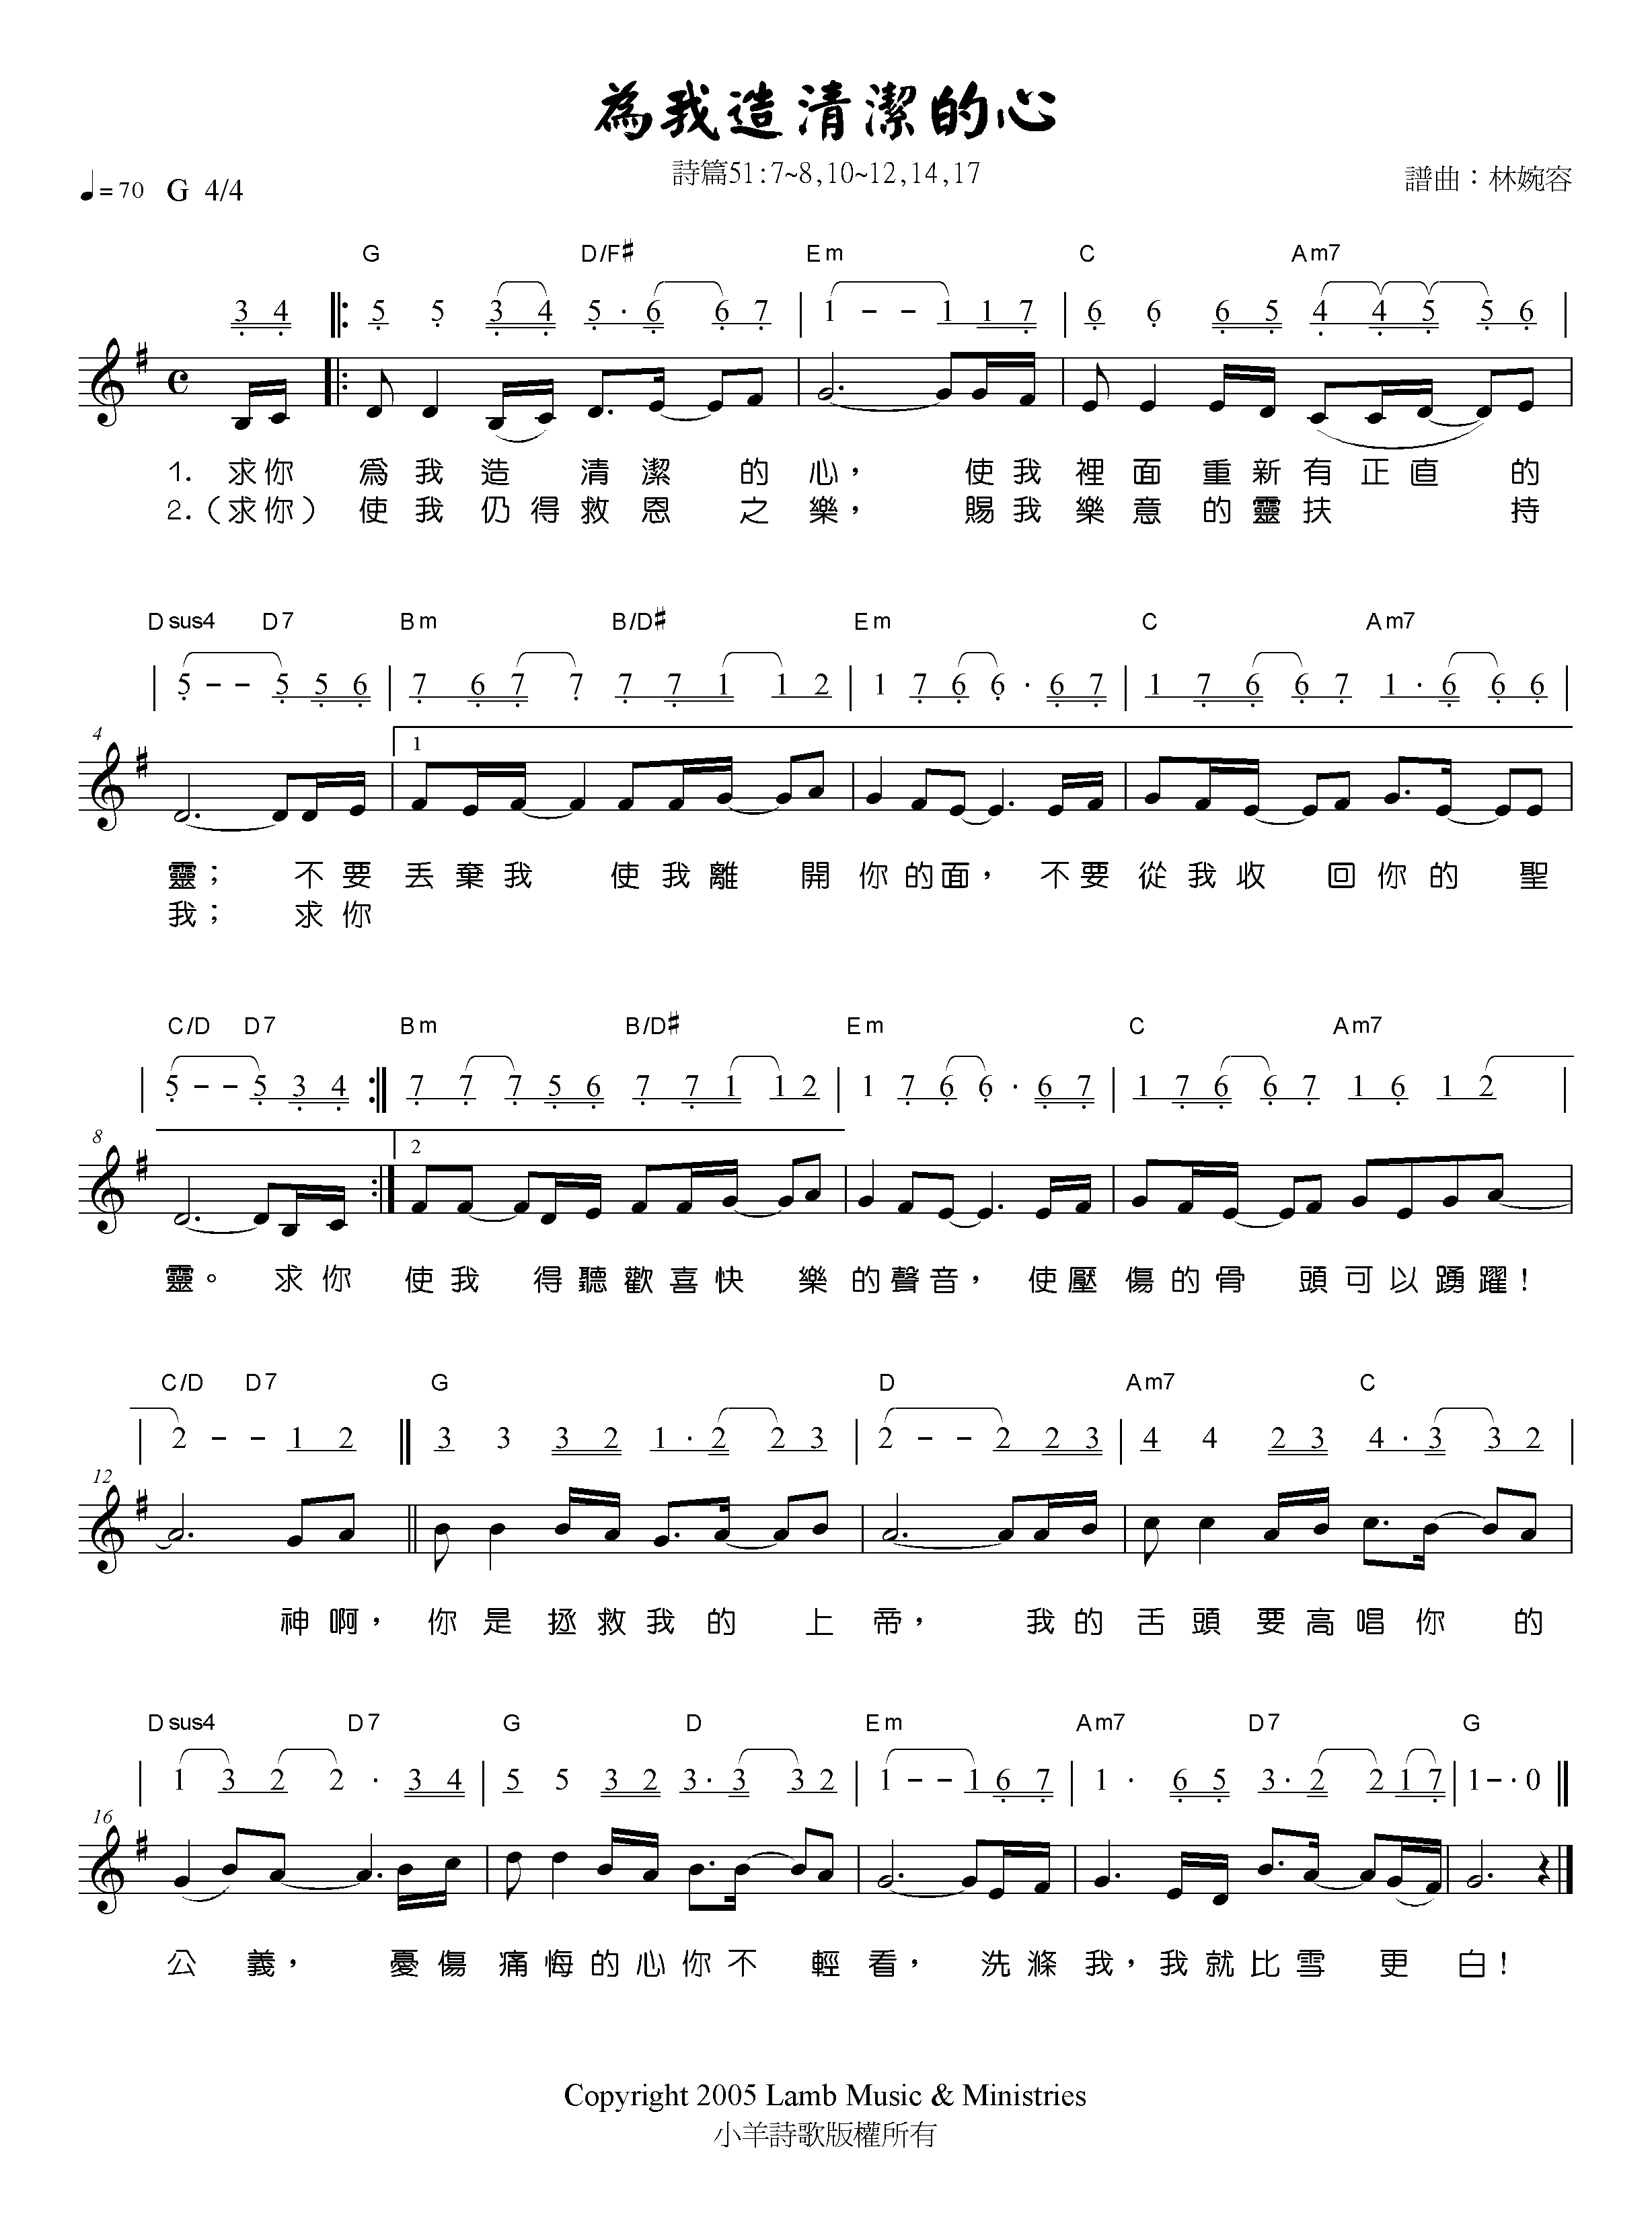 為我造清潔的心
詩篇51:7~8,10~12,14,17
♩=70 G 4/4
譜曲：林婉容
G D/F# Em C Am7
3 4 5 5 3 4 5 · 6 6 7 1 - - 1 1 7 6 6 6 5 4 4 5 5 6
1. 求你 爲我造 清潔 的心， 使我裡面重新有正直 的
2.（求你） 使我仍得救恩 之樂， 賜我樂意的靈扶 持
Dsus4 D7 Bm B/D# Em C Am7
5 - - 5 5 6 7 6 7 7 7 7 1 1 2 1 7 6 6 · 6 7 1 7 6 6 7 1 · 6 6 6
4
1
靈； 不要丟棄我 使我離 開你的面， 不要從我收 回你的 聖
我； 求你
C/D D7 Bm B/D# Em C Am7
5 - - 5 3 4 7 7 7 5 6 7 7 1 1 2 1 7 6 6 · 6 7 1 7 6 6 7 1 6 1 2
8
2
靈。 求你 使我 得聽歡喜快 樂的聲音， 使壓傷的骨 頭可以踴躍！
C/D D7 G D Am7 C
2 - - 1 2 3 3 3 2 1 · 2 2 3 2 - - 2 2 3 4 4 2 3 4 · 3 3 2
12
神啊， 你是拯救我的 上帝， 我的舌頭要高唱你 的
Dsus4 D7 G D Em Am7 D7 G
1 3 2 2 · 3 4 5 5 3 2 3 · 3 3 2 1 - - 1 6 7 1 · 6 5 3 · 2 2 1 7 1 - · 0
16
公 義， 憂傷痛悔的心你不 輕看， 洗滌我，我就比雪 更 白！
Copyright 2005 Lamb Music & Ministries
小羊詩歌版權所有